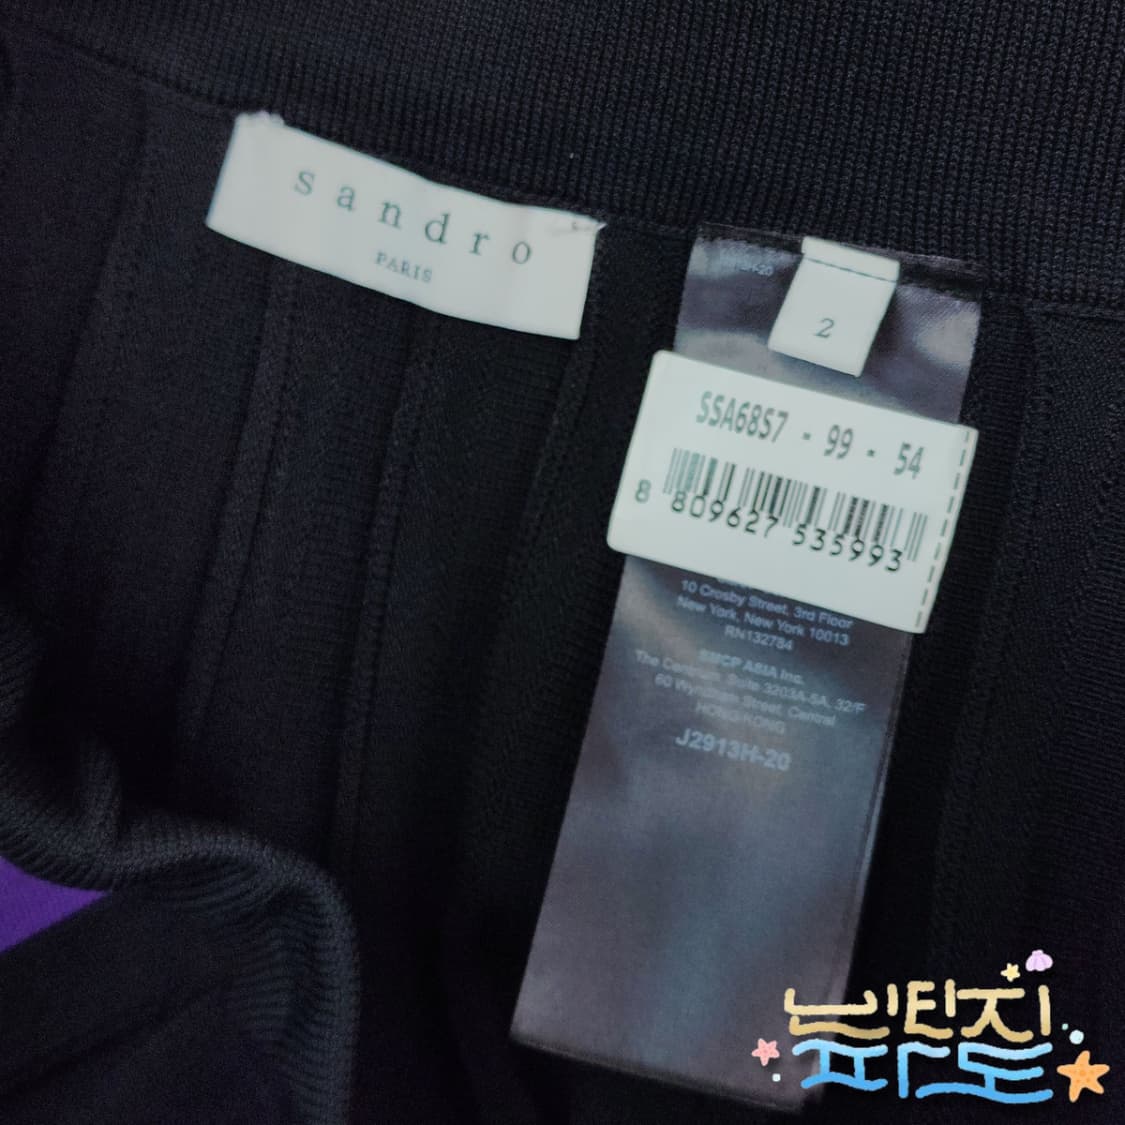 sandro
PARIS
2
SSA68S7 - 99 - 54
8 809627 535993
10 Crosby Street, 3rd Floor
New York, New York 10013
RN132784
SMCP ASIA Inc.
The Centrium, Suite 3203A-5A, 32/F
60 Wyndham Street, Central
HONG-KONG
J2913H-20
빈티지
파도